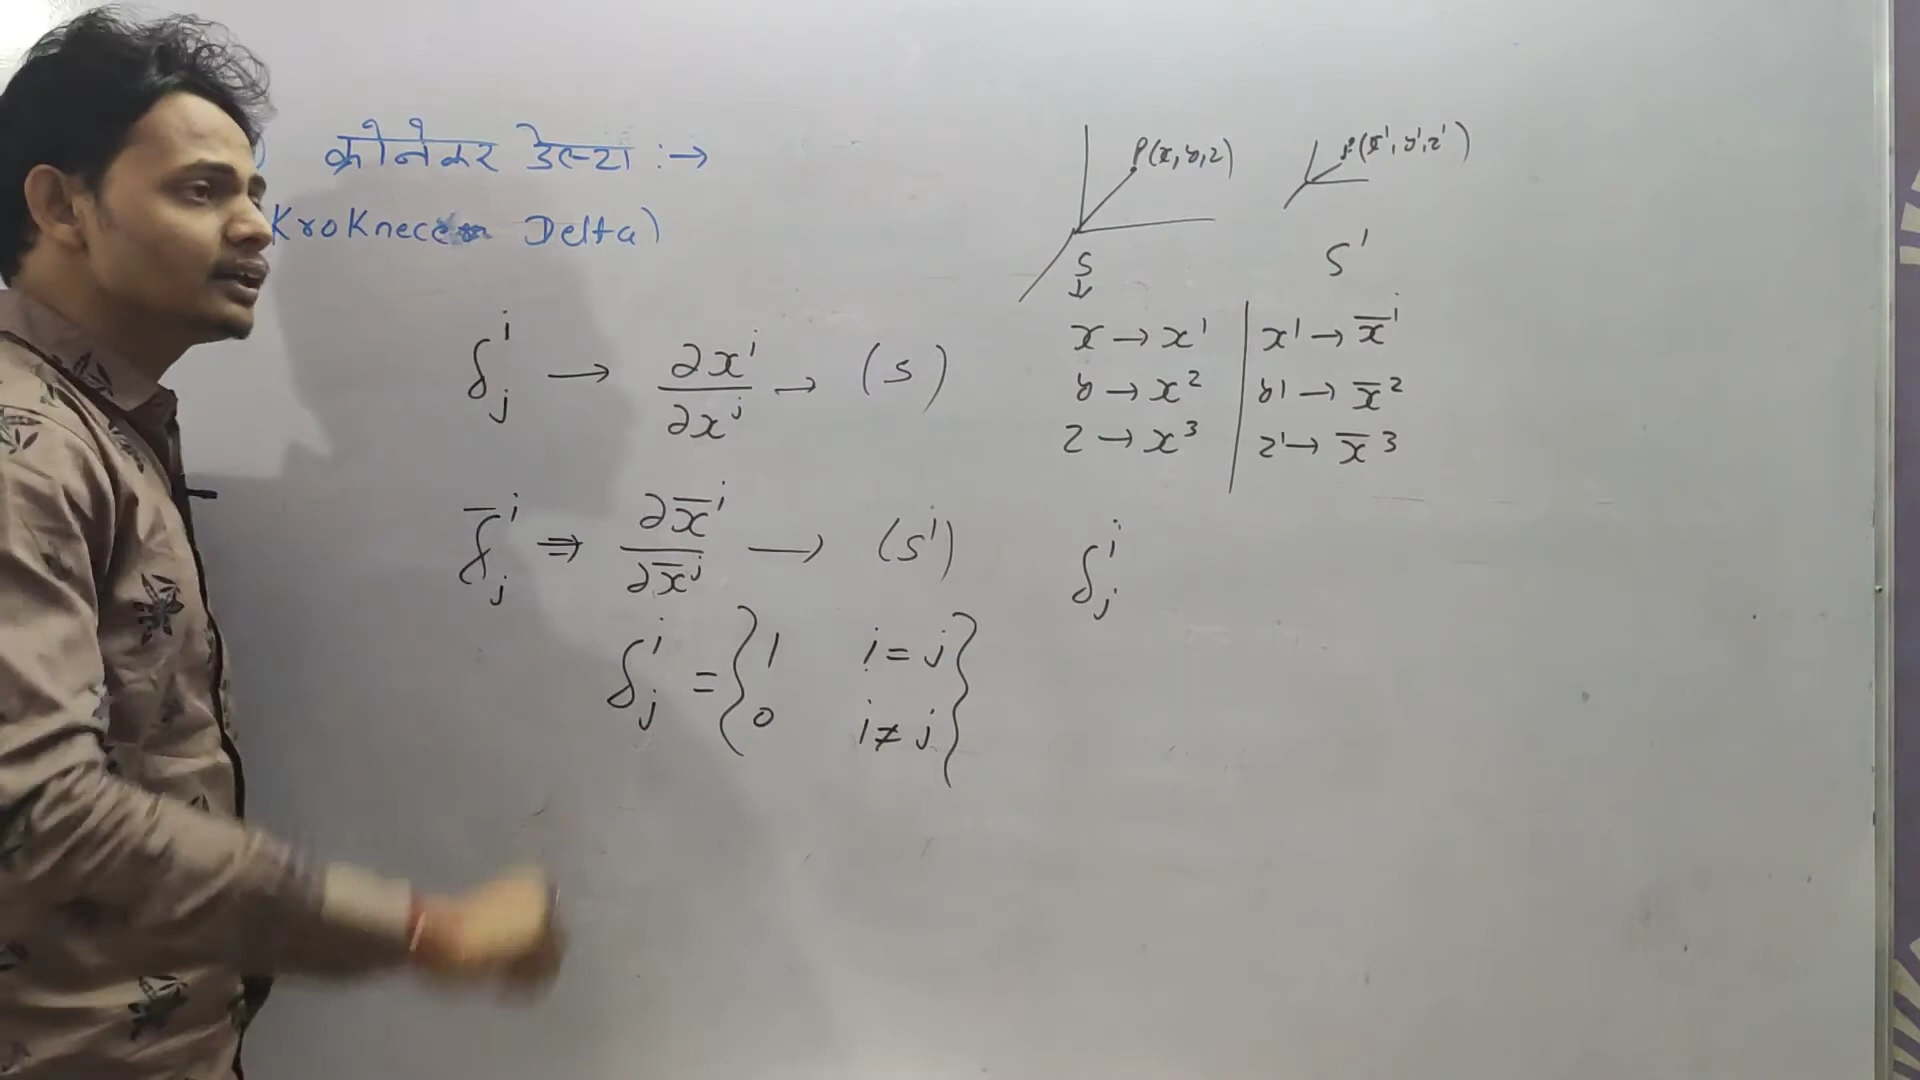 ) क्रोनेकर डेल्टा :→
KroKnecer Delta)
δⁱⱼ → ∂xⁱ/∂xʲ → (S)
δ̅ⁱⱼ ⇒ ∂x̅ⁱ/∂x̅ʲ → (S')
δⁱⱼ = { 1 i = j
0 i ≠ j }
P(x, y, z)
P(x', y', z')
S
↓
S'
x → x¹ | x' → x̅¹
y → x² | y' → x̅²
z → x³ | z' → x̅³
δⁱⱼ